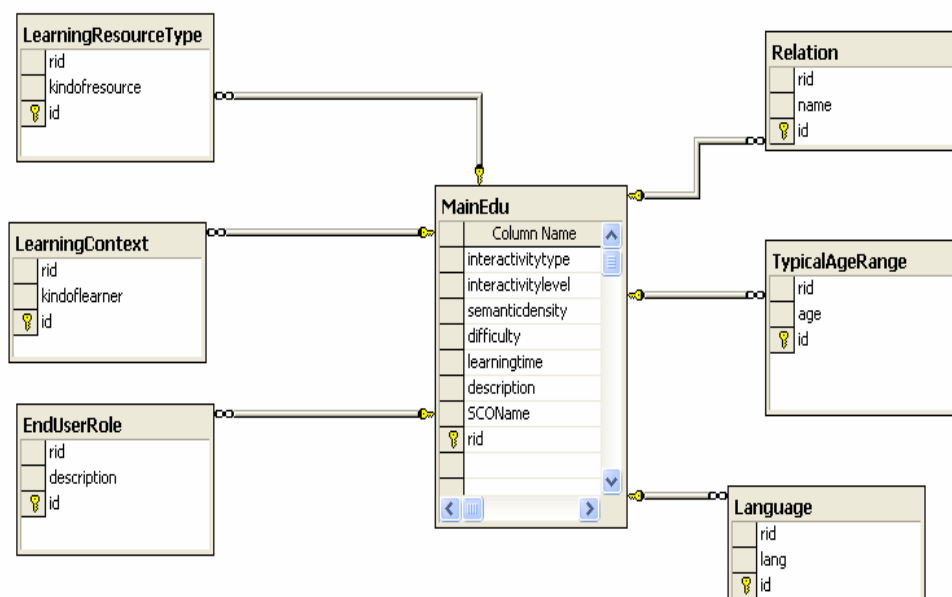 LearningResourceType
rid
kindofresource
id
Relation
rid
name
id
MainEdu
Column Name
interactivitytype
interactivitylevel
semanticdensity
difficulty
learningtime
description
SCOName
rid
LearningContext
rid
kindoflearner
id
TypicalAgeRange
rid
age
id
EndUserRole
rid
description
id
Language
rid
lang
id